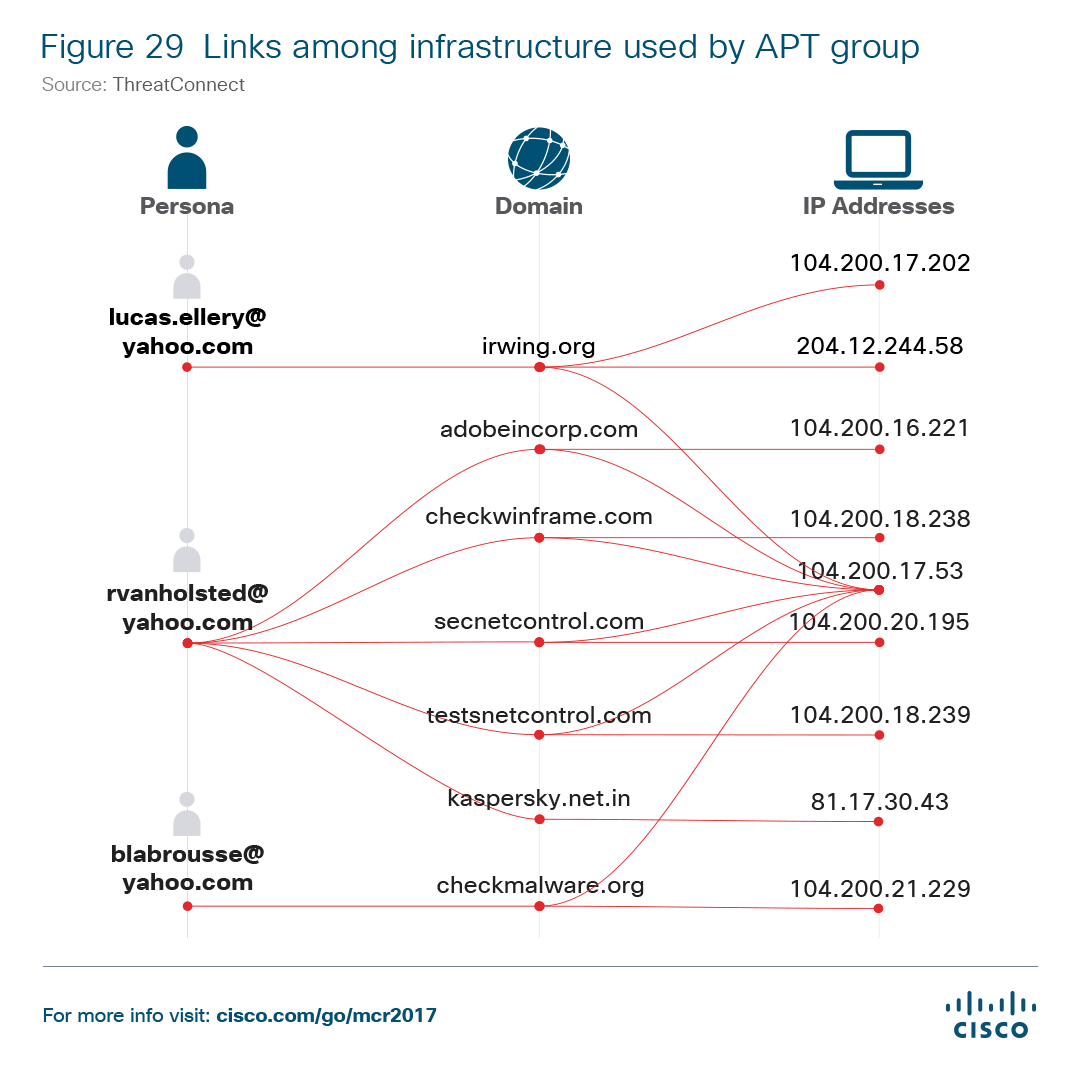 Figure 29 Links among infrastructure used by APT group
Source: ThreatConnect
Persona
Domain
IP Addresses
104.200.17.202
lucas.ellery@
yahoo.com
irwing.org
204.12.244.58
adobeincorp.com
104.200.16.221
checkwinframe.com
104.200.18.238
104.200.17.53
rvanholsted@
yahoo.com
secnetcontrol.com
104.200.20.195
testsnetcontrol.com
104.200.18.239
kaspersky.net.in
81.17.30.43
blabrousse@
yahoo.com
checkmalware.org
104.200.21.229
For more info visit: cisco.com/go/mcr2017
CISCO